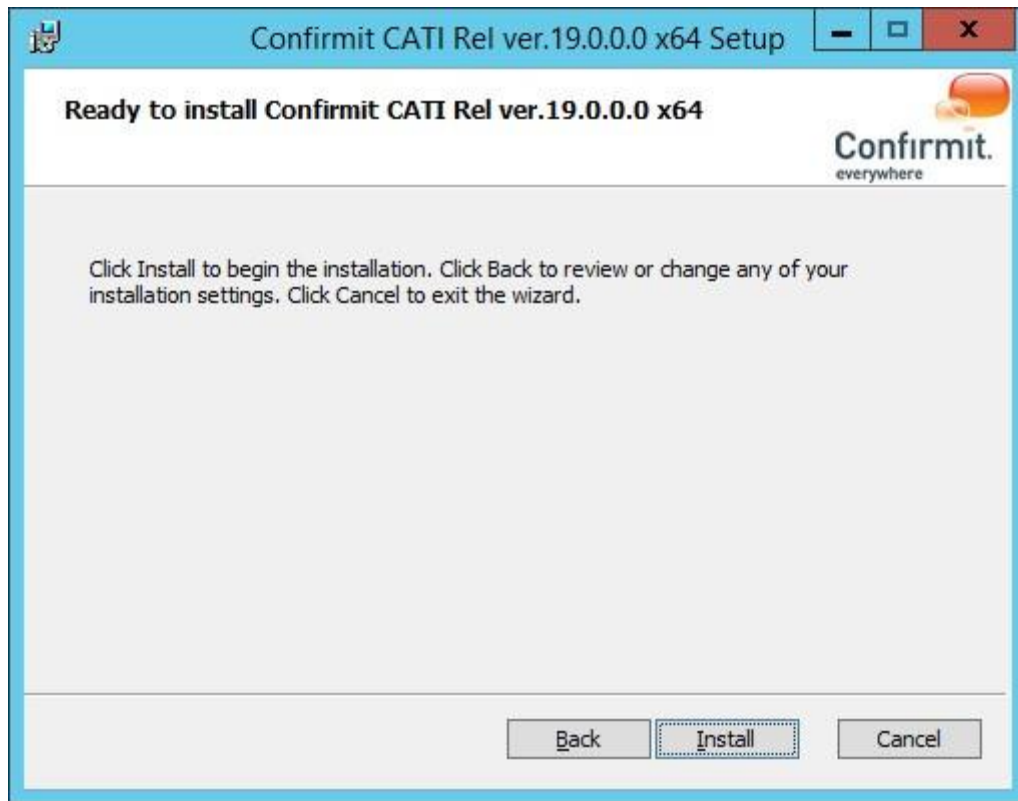 Confirmit CATI Rel ver.19.0.0.0 x64 Setup
Ready to install Confirmit CATI Rel ver.19.0.0.0 x64
Confirmit.
everywhere
Click Install to begin the installation. Click Back to review or change any of your
installation settings. Click Cancel to exit the wizard.
Back Install Cancel